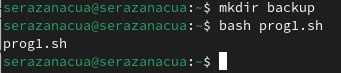 serazanacua@serazanacua:~$ mkdir backup
serazanacua@serazanacua:~$ bash prog1.sh
prog1.sh
serazanacua@serazanacua:~$